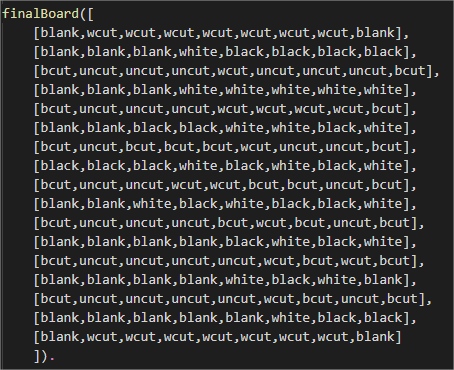 finalBoard([
[blank,wcut,wcut,wcut,wcut,wcut,wcut,wcut,blank],
[blank,blank,blank,white,black,black,black,black],
[bcut,uncut,uncut,uncut,wcut,uncut,uncut,uncut,bcut],
[blank,blank,blank,white,white,white,white,white],
[bcut,uncut,uncut,uncut,wcut,wcut,wcut,wcut,bcut],
[blank,blank,black,black,white,white,black,white],
[bcut,uncut,bcut,bcut,bcut,wcut,uncut,uncut,bcut],
[black,black,black,white,black,white,black,white],
[bcut,uncut,uncut,wcut,wcut,bcut,bcut,uncut,bcut],
[blank,blank,white,black,white,black,black,white],
[bcut,uncut,uncut,uncut,bcut,wcut,bcut,uncut,bcut],
[blank,blank,blank,blank,black,white,black,white],
[bcut,uncut,uncut,uncut,uncut,wcut,bcut,wcut,bcut],
[blank,blank,blank,blank,white,black,white,blank],
[bcut,uncut,uncut,uncut,uncut,wcut,bcut,uncut,bcut],
[blank,blank,blank,blank,blank,white,black,black],
[blank,wcut,wcut,wcut,wcut,wcut,wcut,wcut,blank]
]).